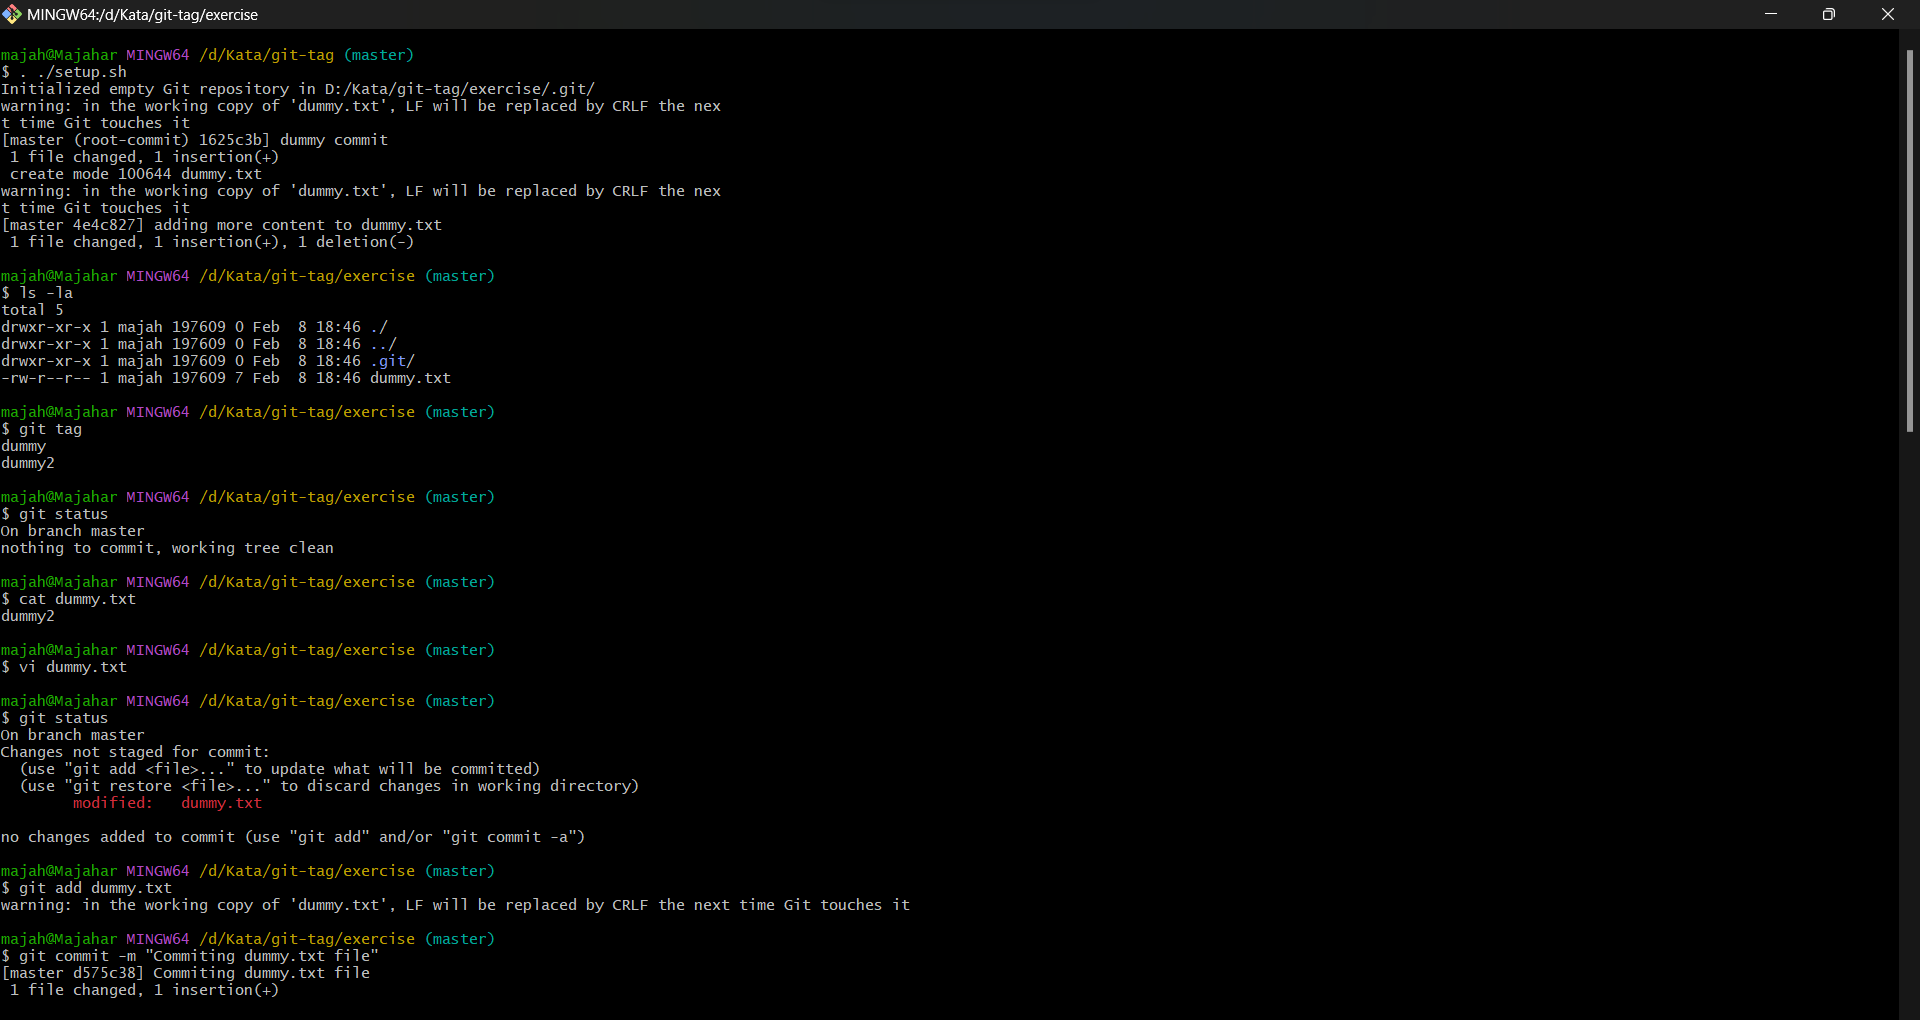 MINGW64:/d/Kata/git-tag/exercise
majah@Majahar MINGW64 /d/Kata/git-tag (master)
$ . ./setup.sh
Initialized empty Git repository in D:/Kata/git-tag/exercise/.git/
warning: in the working copy of 'dummy.txt', LF will be replaced by CRLF the nex
t time Git touches it
[master (root-commit) 1625c3b] dummy commit
 1 file changed, 1 insertion(+)
 create mode 100644 dummy.txt
warning: in the working copy of 'dummy.txt', LF will be replaced by CRLF the nex
t time Git touches it
[master 4e4c827] adding more content to dummy.txt
 1 file changed, 1 insertion(+), 1 deletion(-)
majah@Majahar MINGW64 /d/Kata/git-tag/exercise (master)
$ ls -la
total 5
drwxr-xr-x 1 majah 197609 0 Feb  8 18:46 ./
drwxr-xr-x 1 majah 197609 0 Feb  8 18:46 ../
drwxr-xr-x 1 majah 197609 0 Feb  8 18:46 .git/
-rw-r--r-- 1 majah 197609 7 Feb  8 18:46 dummy.txt
majah@Majahar MINGW64 /d/Kata/git-tag/exercise (master)
$ git tag
dummy
dummy2
majah@Majahar MINGW64 /d/Kata/git-tag/exercise (master)
$ git status
On branch master
nothing to commit, working tree clean
majah@Majahar MINGW64 /d/Kata/git-tag/exercise (master)
$ cat dummy.txt
dummy2
majah@Majahar MINGW64 /d/Kata/git-tag/exercise (master)
$ vi dummy.txt
majah@Majahar MINGW64 /d/Kata/git-tag/exercise (master)
$ git status
On branch master
Changes not staged for commit:
  (use "git add <file>..." to update what will be committed)
  (use "git restore <file>..." to discard changes in working directory)
        modified:   dummy.txt
no changes added to commit (use "git add" and/or "git commit -a")
majah@Majahar MINGW64 /d/Kata/git-tag/exercise (master)
$ git add dummy.txt
warning: in the working copy of 'dummy.txt', LF will be replaced by CRLF the next time Git touches it
majah@Majahar MINGW64 /d/Kata/git-tag/exercise (master)
$ git commit -m "Commiting dummy.txt file"
[master d575c38] Commiting dummy.txt file
 1 file changed, 1 insertion(+)